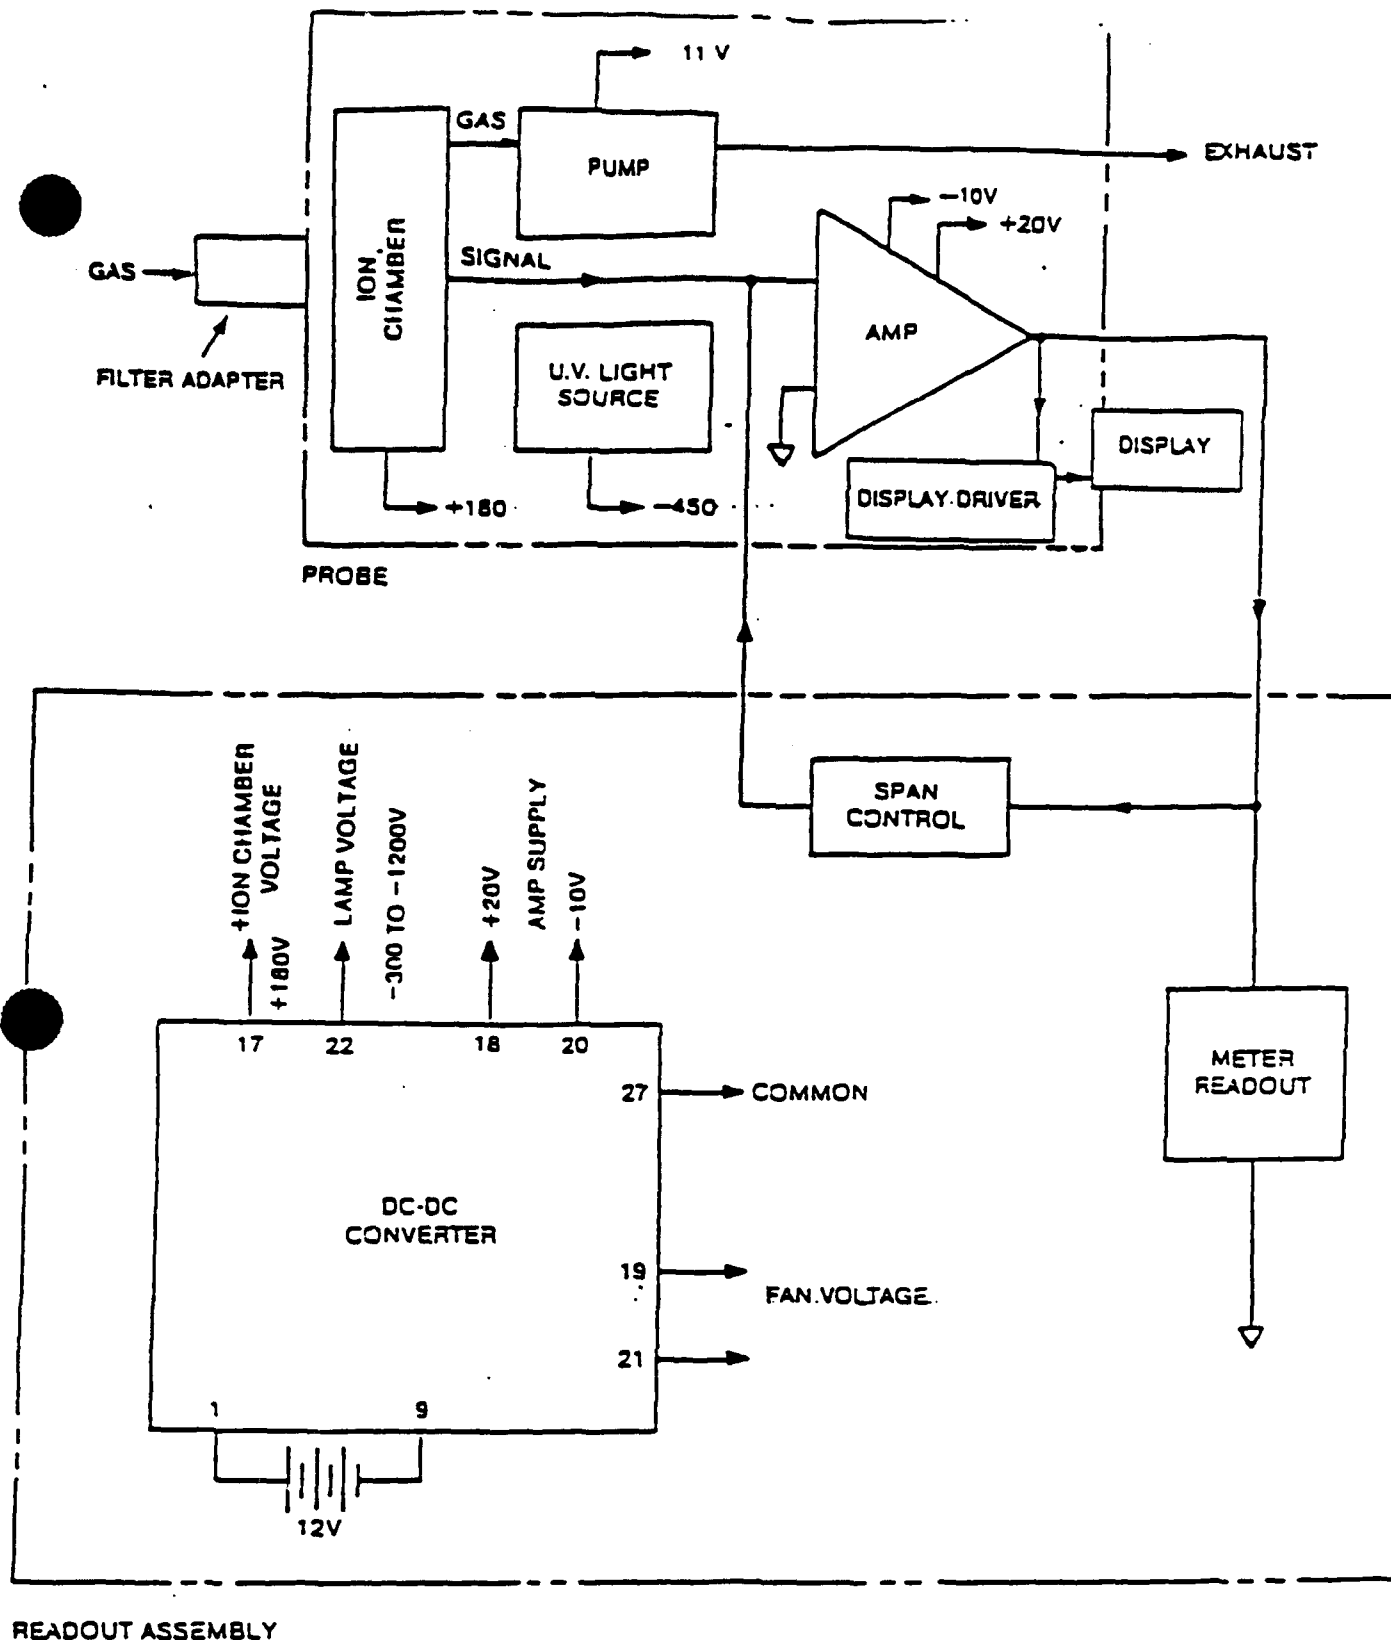 11 V
GAS
PUMP
EXHAUST
-10V
+20V
ION.
CHAMBER
SIGNAL
GAS
AMP
FILTER ADAPTER
U.V. LIGHT
SOURCE
DISPLAY
DISPLAY DRIVER
+180
-450
PROBE
+ION CHAMBER
VOLTAGE
+180V
LAMP VOLTAGE
-300 TO -1200V
+20V
AMP SUPPLY
-10V
SPAN
CONTROL
17
22
18
20
27
COMMON
METER
READOUT
DC-DC
CONVERTER
19
FAN VOLTAGE
21
1
9
12V
READOUT ASSEMBLY